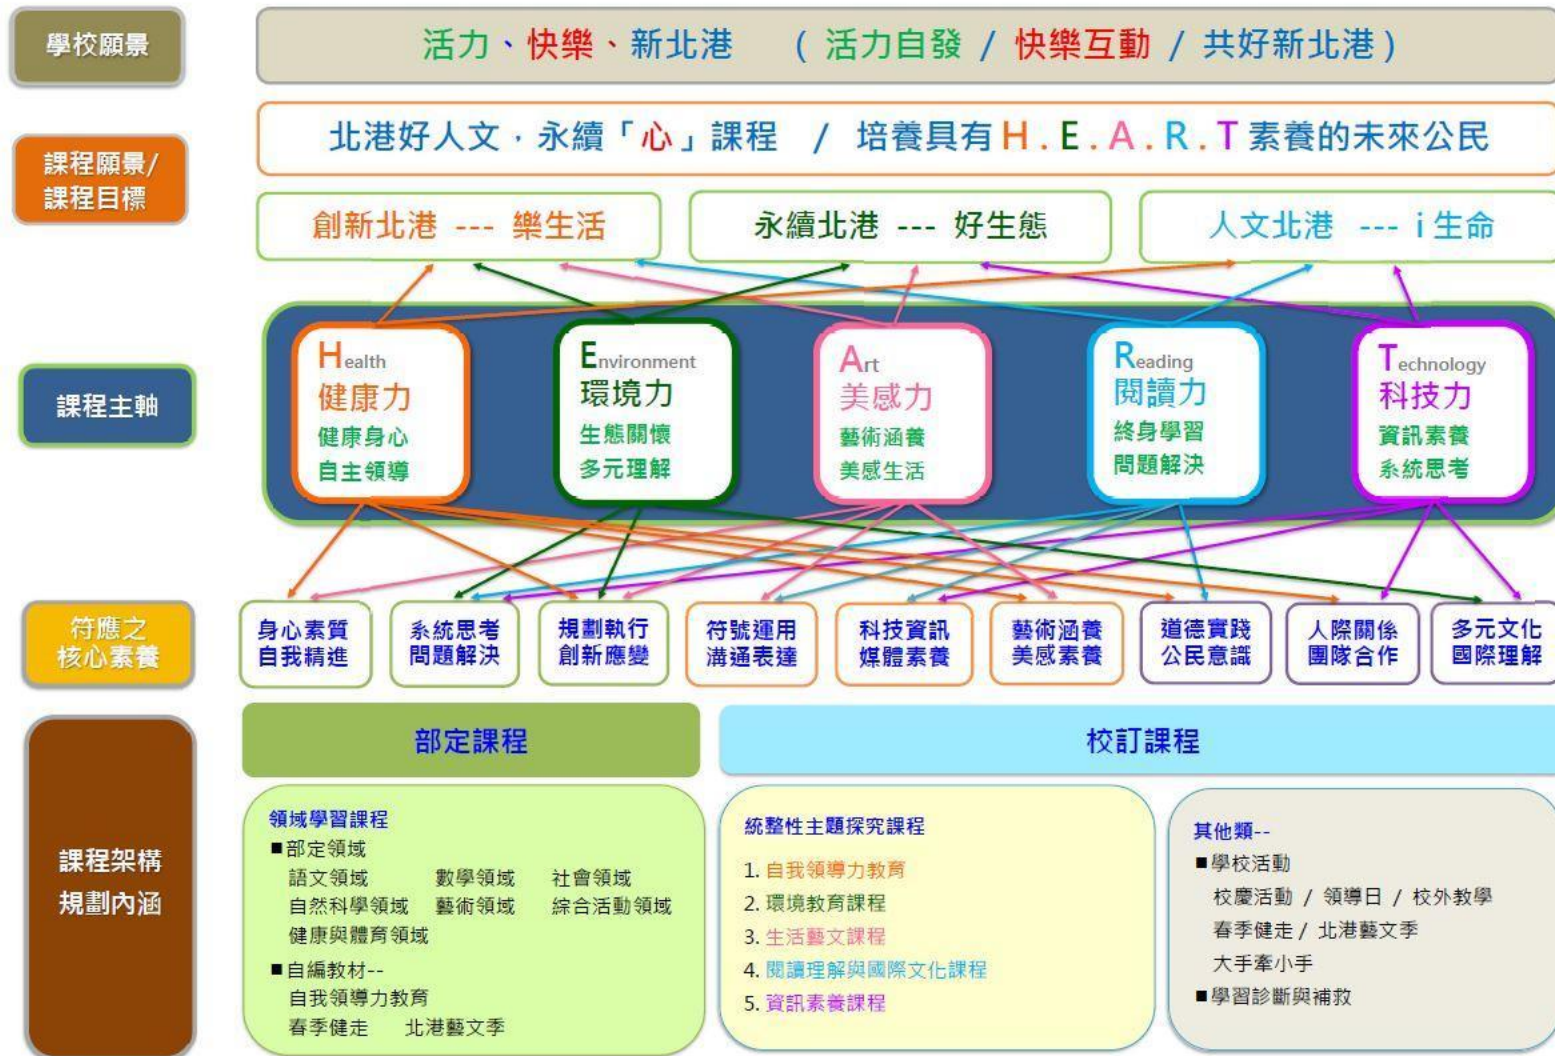 學校願景
活力、快樂、新北港 ( 活力自發 / 快樂互動 / 共好新北港 )
課程願景/
課程目標
北港好人文，永續「心」課程 / 培養具有 H . E . A . R . T 素養的未來公民
創新北港 --- 樂生活
永續北港 --- 好生態
人文北港 --- i 生命
課程主軸
Health
健康力
健康身心
自主領導
Environment
環境力
生態關懷
多元理解
Art
美感力
藝術涵養
美感生活
Reading
閱讀力
終身學習
問題解決
Technology
科技力
資訊素養
系統思考
符應之
核心素養
身心素質
自我精進
系統思考
問題解決
規劃執行
創新應變
符號運用
溝通表達
科技資訊
媒體素養
藝術涵養
美感素養
道德實踐
公民意識
人際關係
團隊合作
多元文化
國際理解
課程架構
規劃內涵
部定課程
校訂課程
領域學習課程
■部定領域
語文領域 數學領域 社會領域
自然科學領域 藝術領域 綜合活動領域
健康與體育領域
■自編教材--
自我領導力教育
春季健走 北港藝文季
統整性主題探究課程
1. 自我領導力教育
2. 環境教育課程
3. 生活藝文課程
4. 閱讀理解與國際文化課程
5. 資訊素養課程
其他類--
■學校活動
校慶活動 / 領導日 / 校外教學
春季健走 / 北港藝文季
大手牽小手
■學習診斷與補救